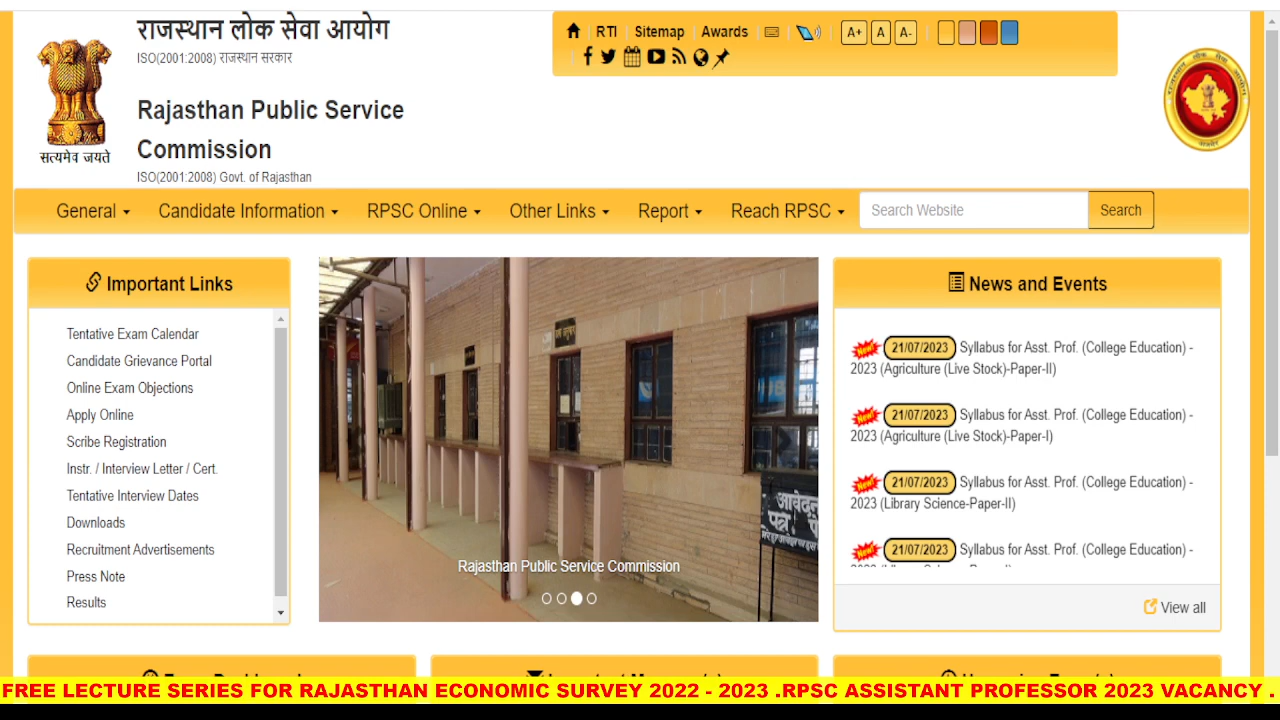 राजस्थान लोक सेवा आयोग
ISO(2001:2008) राजस्थान सरकार
Rajasthan Public Service
Commission
ISO(2001:2008) Govt. of Rajasthan
सत्यमेव जयते
RTI Sitemap Awards
A+ A A-
General Candidate Information RPSC Online Other Links Report Reach RPSC Search Website Search
Important Links
Tentative Exam Calendar
Candidate Grievance Portal
Online Exam Objections
Apply Online
Scribe Registration
Instr. / Interview Letter / Cert.
Tentative Interview Dates
Downloads
Recruitment Advertisements
Press Note
Results
Rajasthan Public Service Commission
News and Events
New! 21/07/2023 Syllabus for Asst. Prof. (College Education) -
2023 (Agriculture (Live Stock)-Paper-II)
New! 21/07/2023 Syllabus for Asst. Prof. (College Education) -
2023 (Agriculture (Live Stock)-Paper-I)
New! 21/07/2023 Syllabus for Asst. Prof. (College Education) -
2023 (Library Science-Paper-II)
New! 21/07/2023 Syllabus for Asst. Prof. (College Education) -
View all
FREE LECTURE SERIES FOR RAJASTHAN ECONOMIC SURVEY 2022 - 2023 .RPSC ASSISTANT PROFESSOR 2023 VACANCY .